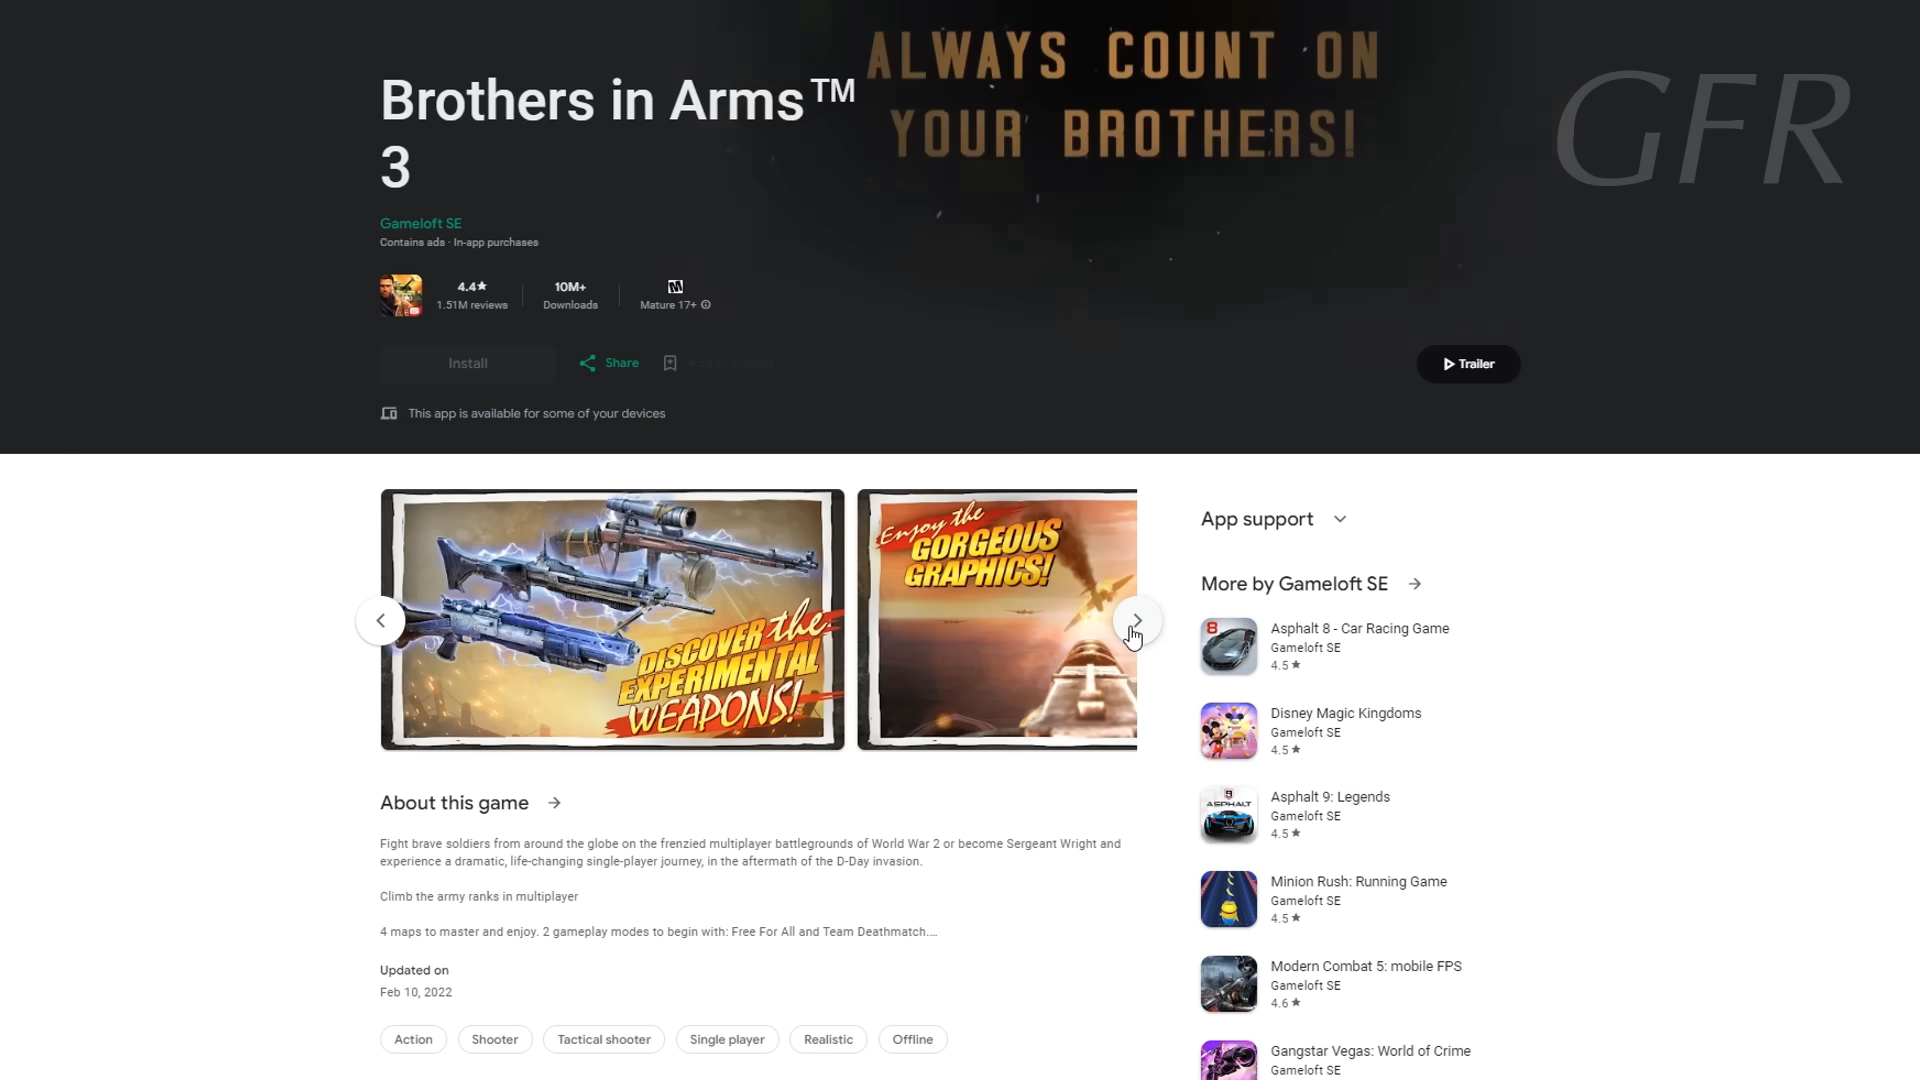 ALWAYS COUNT ON
YOUR BROTHERS!
GFR
Brothers in Arms™
3
Gameloft SE
Contains ads · In-app purchases
4.4★
1.51M reviews
10M+
Downloads
M
Mature 17+
Install
Share
Add to wishlist
Trailer
This app is available for some of your devices
DISCOVER the
EXPERIMENTAL
WEAPONS!
Enjoy the
GORGEOUS
GRAPHICS!
About this game
Fight brave soldiers from around the globe on the frenzied multiplayer battlegrounds of World War 2 or become Sergeant Wright and
experience a dramatic, life-changing single-player journey, in the aftermath of the D-Day invasion.
Climb the army ranks in multiplayer
4 maps to master and enjoy. 2 gameplay modes to begin with: Free For All and Team Deathmatch.…
Updated on
Feb 10, 2022
Action
Shooter
Tactical shooter
Single player
Realistic
Offline
App support
More by Gameloft SE
8
Asphalt 8 - Car Racing Game
Gameloft SE
4.5★
Disney Magic Kingdoms
Gameloft SE
4.5★
9
ASPHALT
Asphalt 9: Legends
Gameloft SE
4.5★
Minion Rush: Running Game
Gameloft SE
4.5★
Modern Combat 5: mobile FPS
Gameloft SE
4.6★
Gangstar Vegas: World of Crime
Gameloft SE